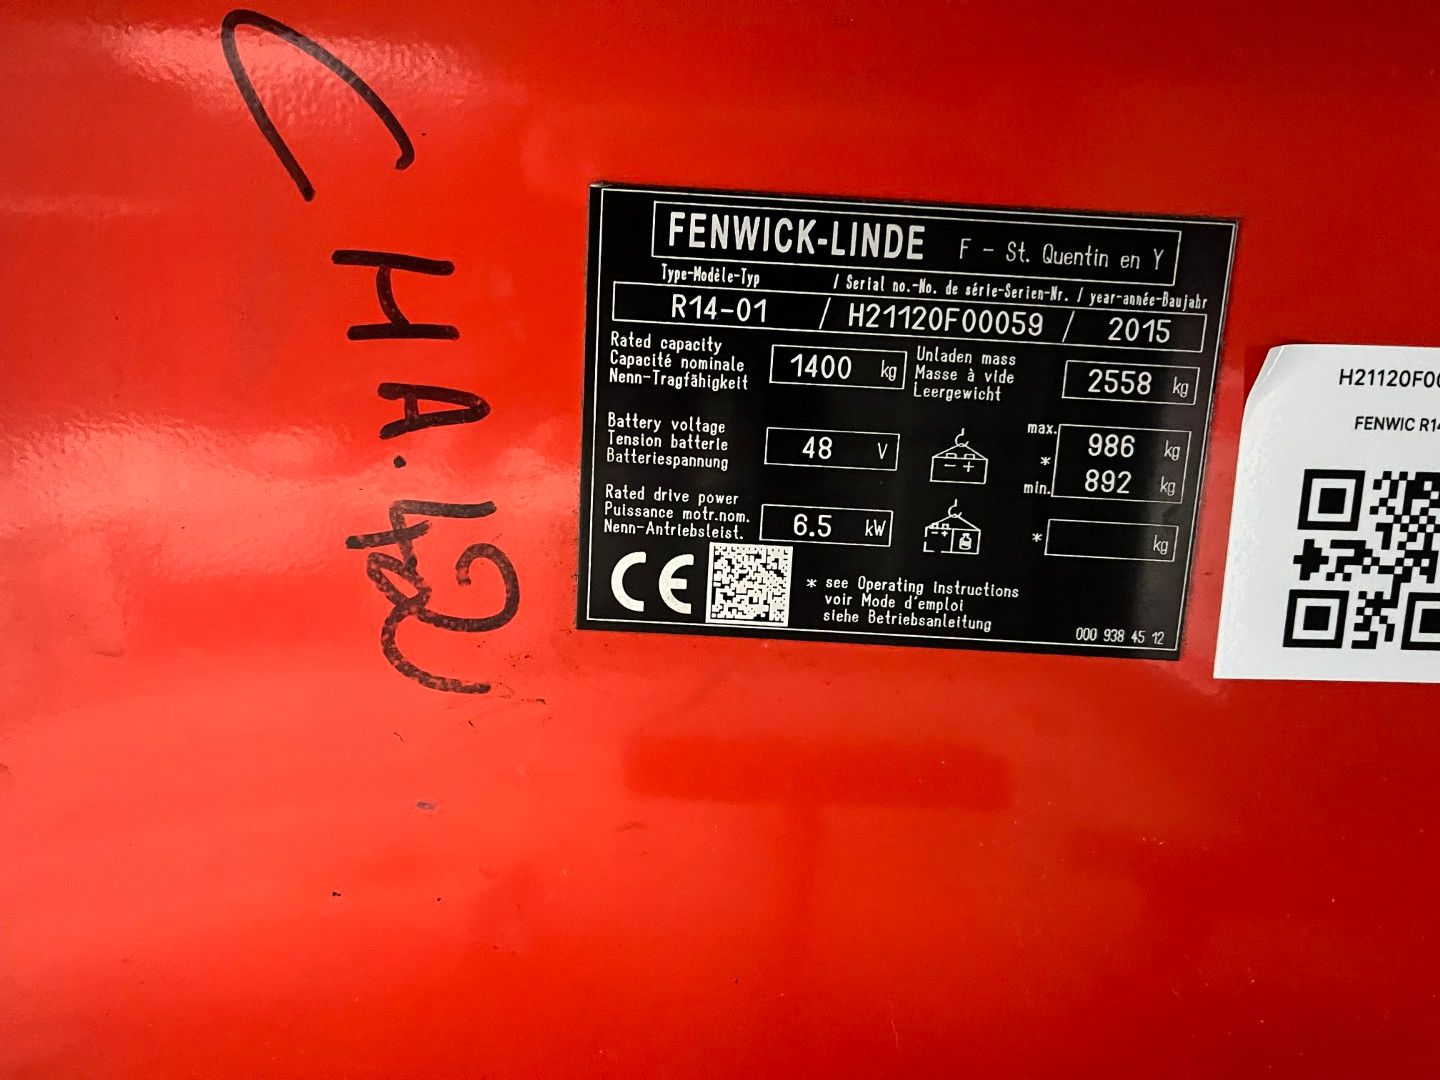 CHA.
FENWICK-LINDE F - St. Quentin en Y
Type-Modèle-Typ / Serial no.-No. de série-Serien-Nr. / year-année-Baujahr
R14-01 / H21120F00059 / 2015
Rated capacity
Capacité nominale
Nenn-Tragfähigkeit
1400 kg
Unladen mass
Masse à vide
Leergewicht
2558 kg
Battery voltage
Tension batterie
Batteriespannung
48 V
max. 986 kg
*
min. 892 kg
Rated drive power
Puissance motr.nom.
Nenn-Antriebsleist.
6.5 kW
* kg
CE
* see Operating instructions
voir Mode d'emploi
siehe Betriebsanleitung
000 938 45 12
H21120F0
FENWIC R14